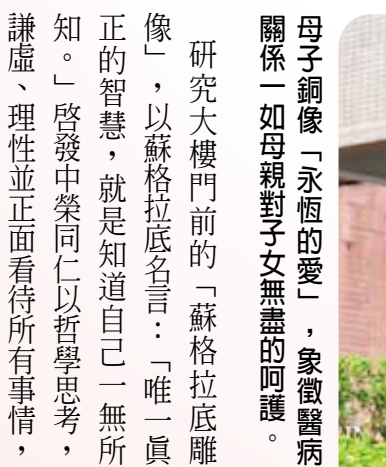 母子銅像「永恆的愛」，象徵醫病
關係一如母親對子女無盡的呵護。
研究大樓門前的「蘇格拉底雕
像」，以蘇格拉底名言：「唯一真
正的智慧，就是知道自己一無所
知。」啓發中榮同仁以哲學思考，
謙虛、理性並正面看待所有事情，